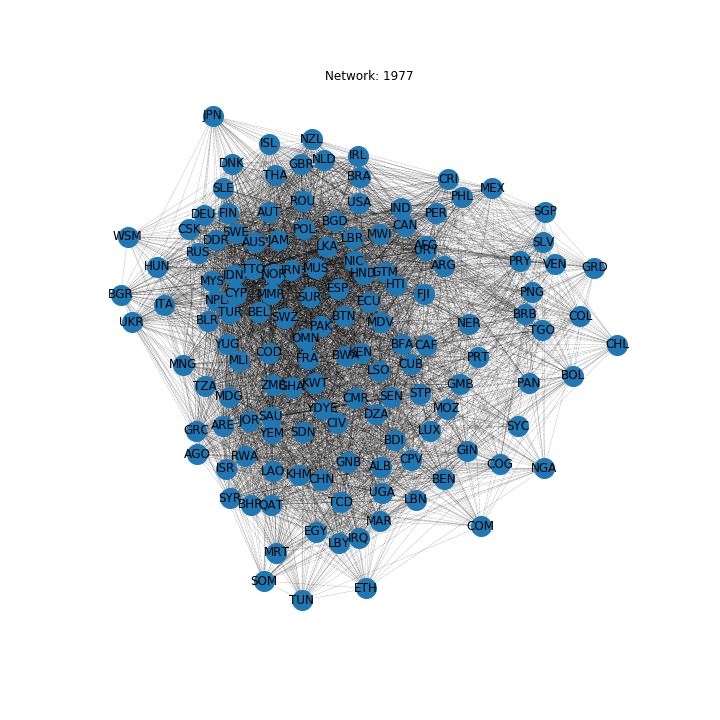 Network: 1977
JPN
NZL
ISL
IRL
NLD
GBR
DNK
THA
BRA
CRI
SLE
MEX
PHL
ROU
USA
IND
SGP
DEU
FIN
AUT
PER
BGD
CAN
CSK
SWE
POL
LBR
MWI
WSM
DDR
AUS
JAM
SLV
RUS
LKA
AFG
URY
HUN
TTO
IRN
MUS
NIC
ARG
PRY
VEN
GRD
MYS
JDN
NOR
HND
GTM
HTI
BGR
CYP
MMR
SUR
ESP
FJI
PNG
ITA
NPL
ECU
UKR
BLR
TUR
BEL
SWZ
BTN
MDV
NER
BRB
COL
PAK
TGO
YUG
OMN
BFA
CAF
CHL
MNG
MLI
COD
FRA
BWA
KEN
CUB
PRT
TZA
ZMB
GHA
KWT
LSO
GMB
PAN
BOL
MDG
CMR
SEN
STP
GRC
ARE
JOR
SAU
YDYE
DZA
MOZ
YEM
SDN
CIV
LUX
SYC
AGO
BDI
ISR
RWA
GNB
ALB
CPV
GIN
COG
NGA
LAO
KHM
CHN
BEN
SYR
BHR
QAT
TCD
UGA
LBN
MAR
COM
EGY
LBY
IRQ
MRT
SOM
TUN
ETH